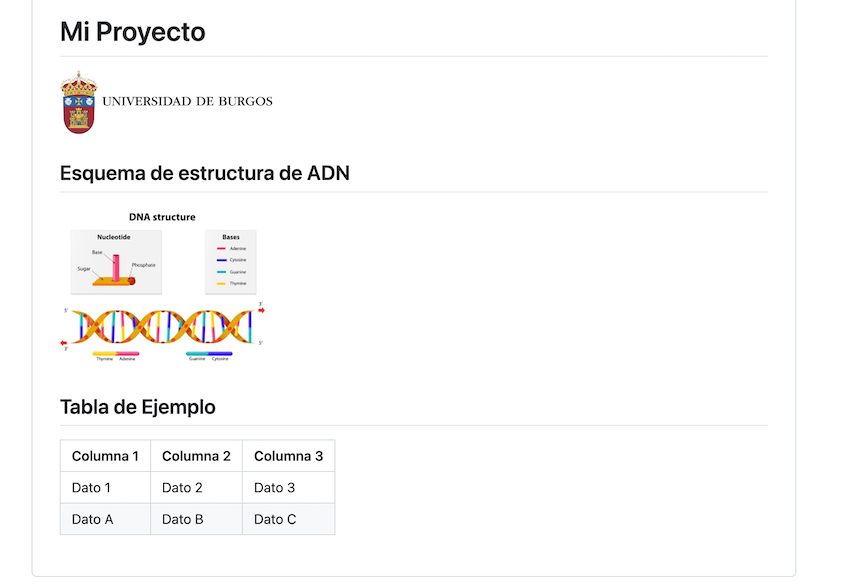 Mi Proyecto
UNIVERSIDAD DE BURGOS
Esquema de estructura de ADN
DNA structure
Nucleotide
Base
Sugar
Phosphate
Bases
Adenine
Cytosine
Guanine
Thymine
5' 3'
3' 5'
Thymine Adenine Guanine Cytosine
Tabla de Ejemplo
Columna 1 Columna 2 Columna 3
Dato 1 Dato 2 Dato 3
Dato A Dato B Dato C